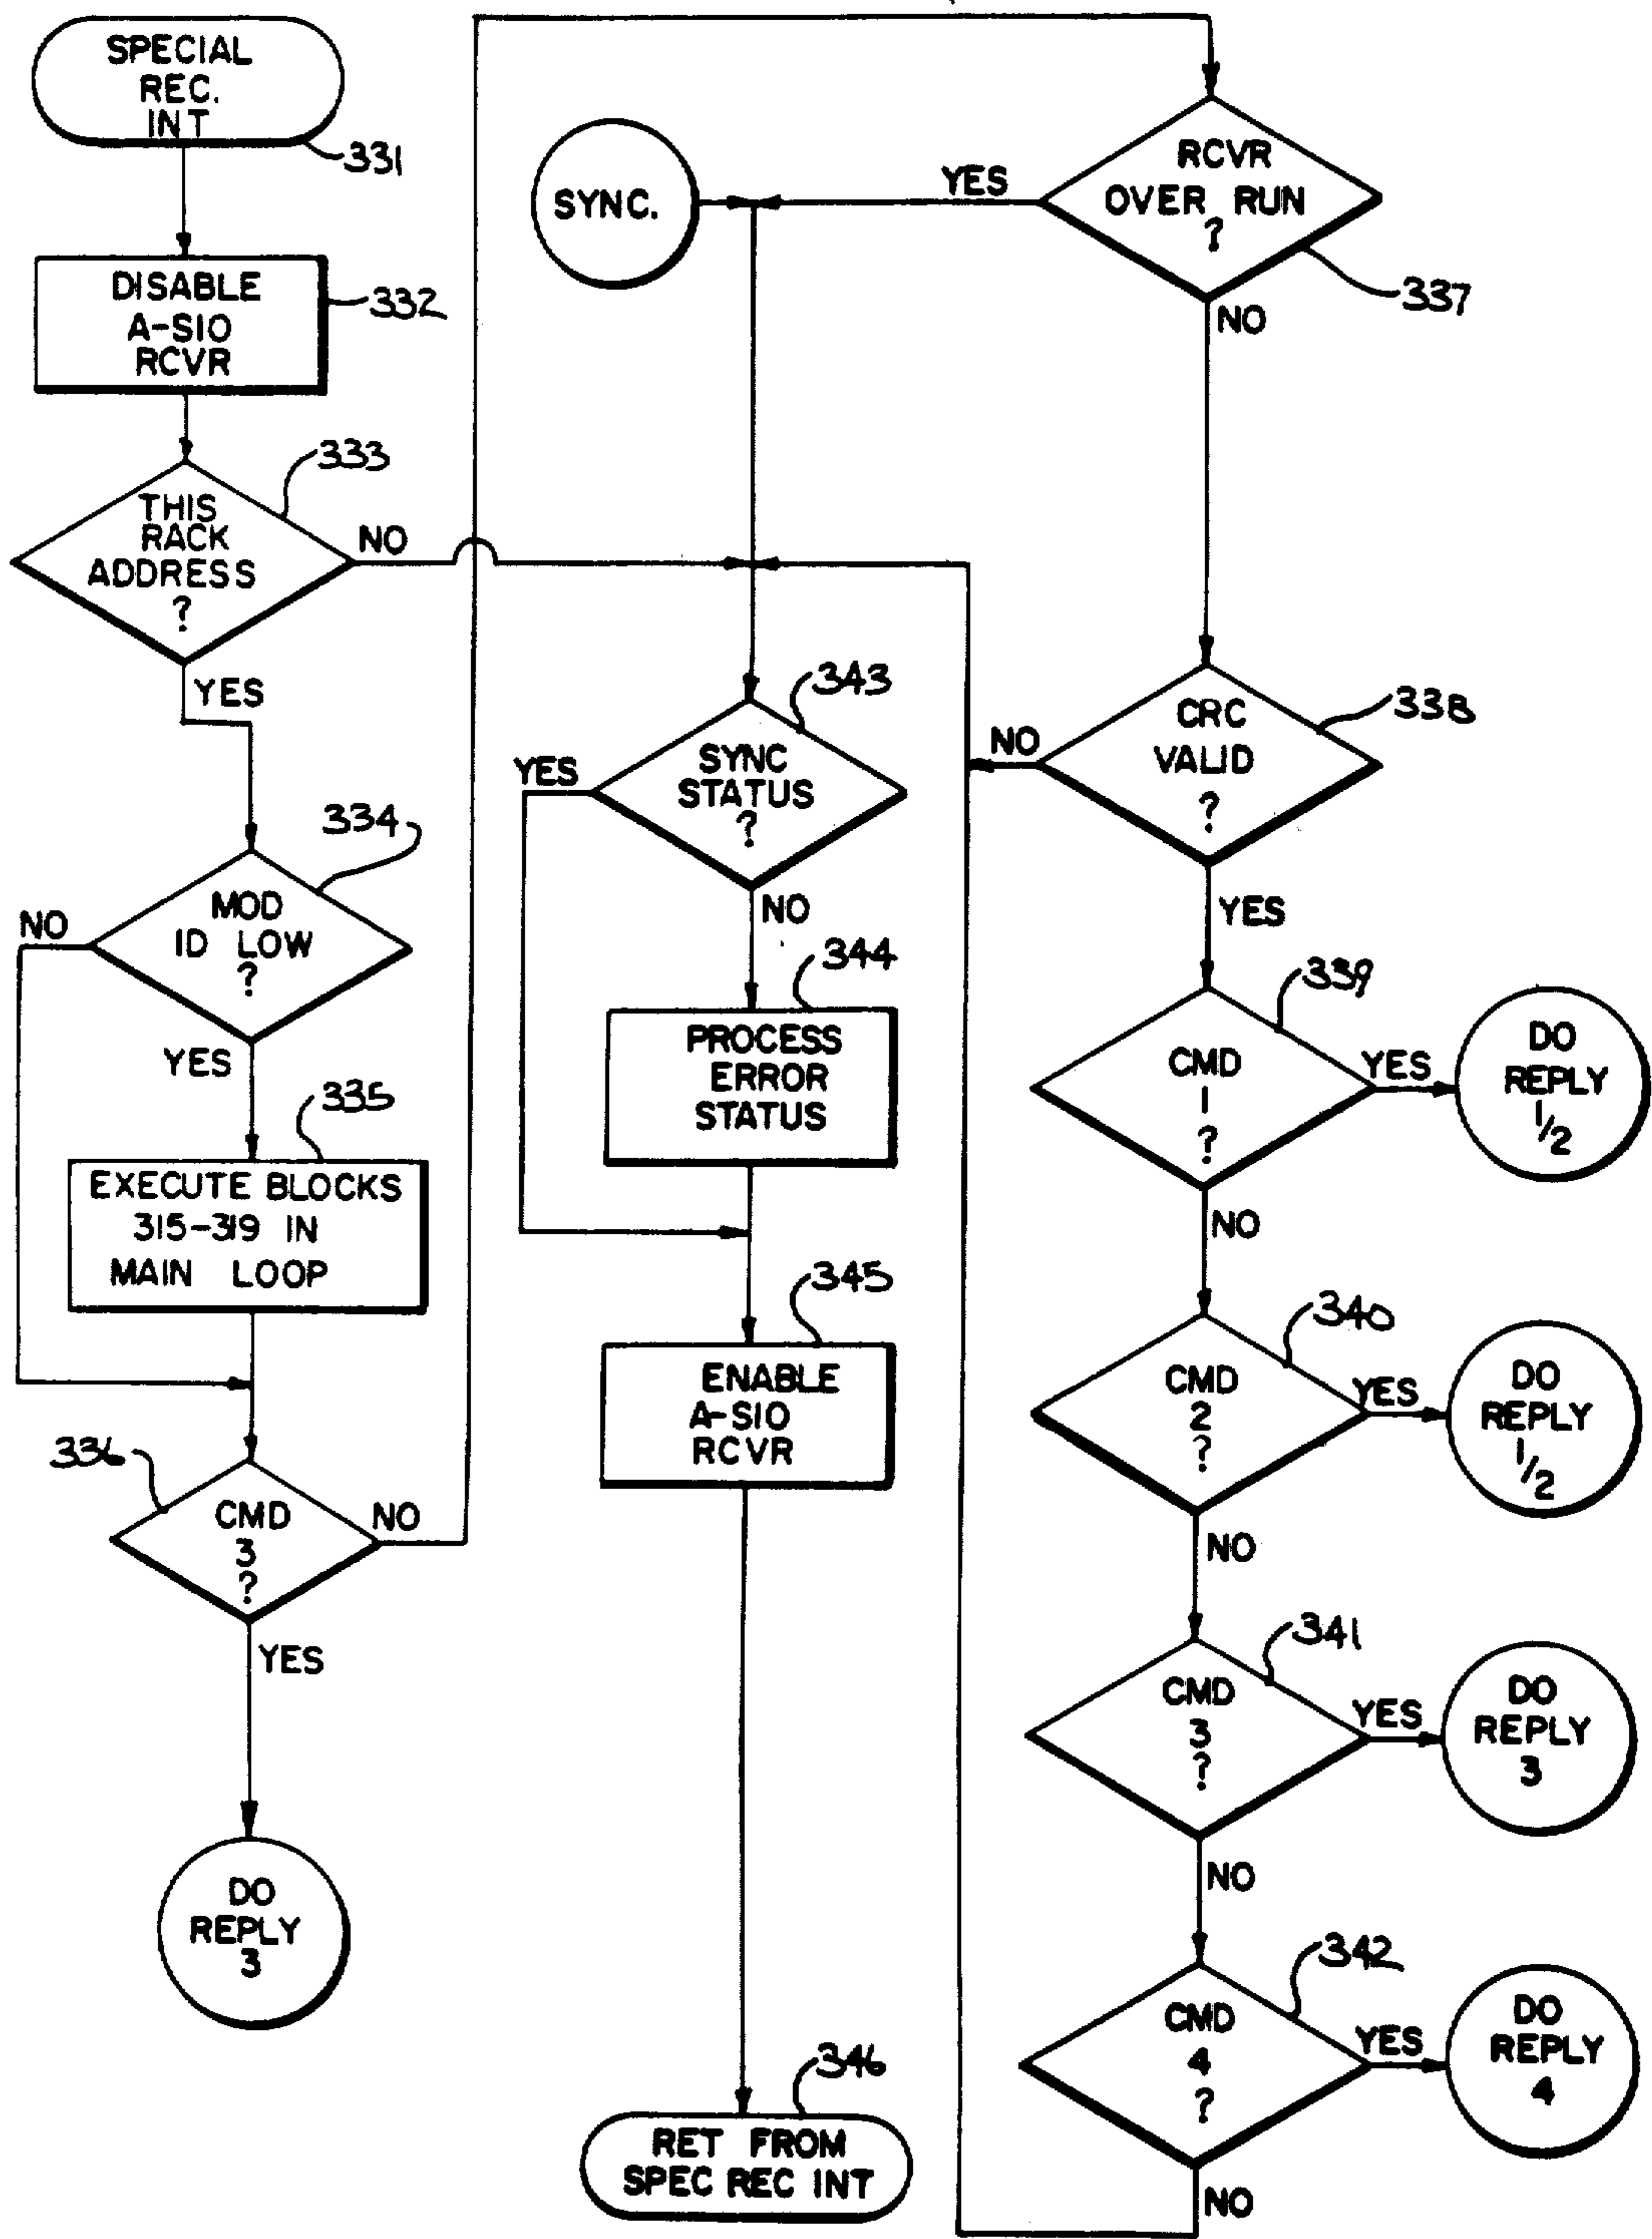 SPECIAL
REC.
INT
331
DISABLE
A-SIO
RCVR
332
THIS
RACK
ADDRESS
?
333
NO
YES
MOD
ID LOW
?
334
NO
YES
EXECUTE BLOCKS
315-319 IN
MAIN LOOP
335
CMD
3
?
336
NO
YES
DO
REPLY
3
SYNC.
SYNC
STATUS
?
343
YES
NO
PROCESS
ERROR
STATUS
344
ENABLE
A-SIO
RCVR
345
RET FROM
SPEC REC INT
346
RCVR
OVER RUN
?
337
YES
NO
CRC
VALID
?
338
NO
YES
CMD
1
?
339
YES
DO
REPLY
1/2
NO
CMD
2
?
340
YES
DO
REPLY
1/2
NO
CMD
3
?
341
YES
DO
REPLY
3
NO
CMD
4
?
342
YES
DO
REPLY
4
NO